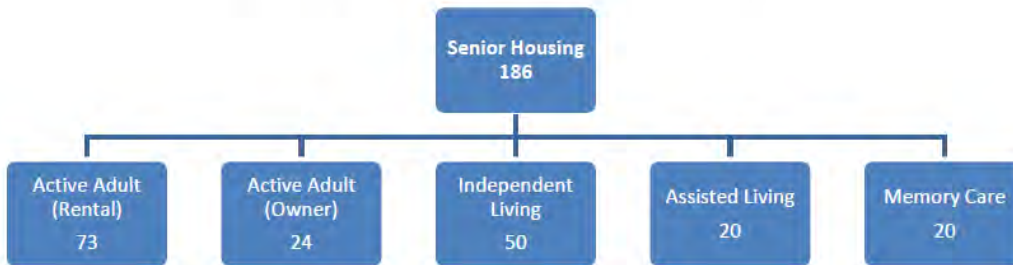 Senior Housing
186
Active Adult
(Rental)
73
Active Adult
(Owner)
24
Independent
Living
50
Assisted Living
20
Memory Care
20